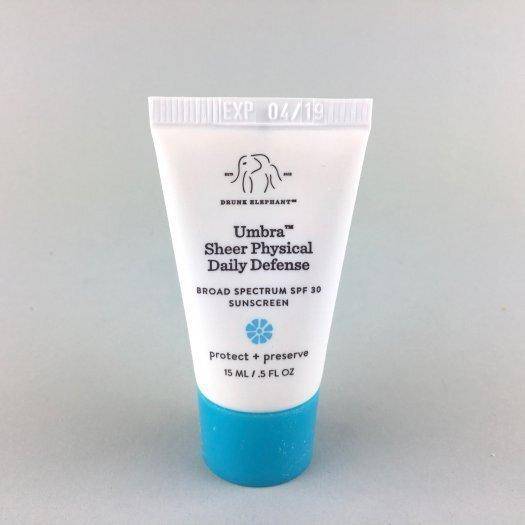 EXP 04/19
DRUNK ELEPHANT™
Umbra™
Sheer Physical
Daily Defense
BROAD SPECTRUM SPF 30
SUNSCREEN
protect + preserve
15 ML / .5 FL OZ